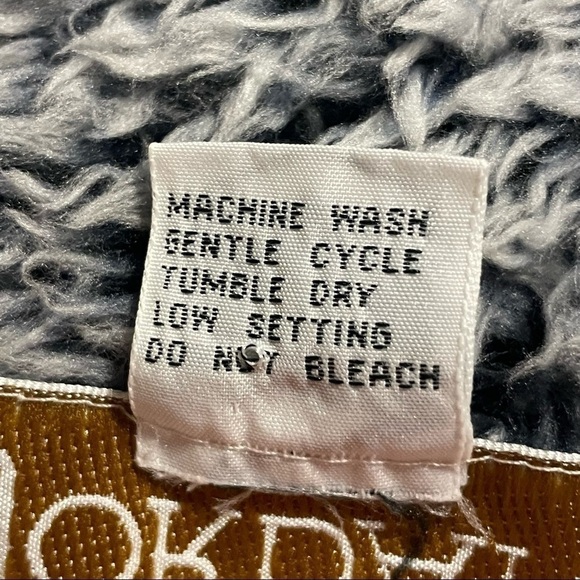 MACHINE WASH
GENTLE CYCLE
TUMBLE DRY
LOW SETTING
DO NOT BLEACH